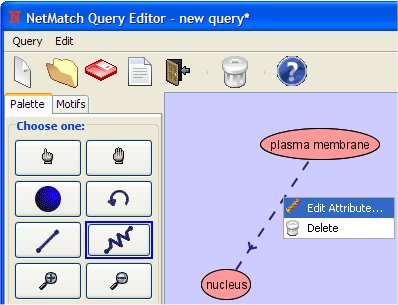 NetMatch Query Editor - new query*
Query Edit
Palette Motifs
Choose one:
plasma membrane
Edit Attribute...
Delete
nucleus